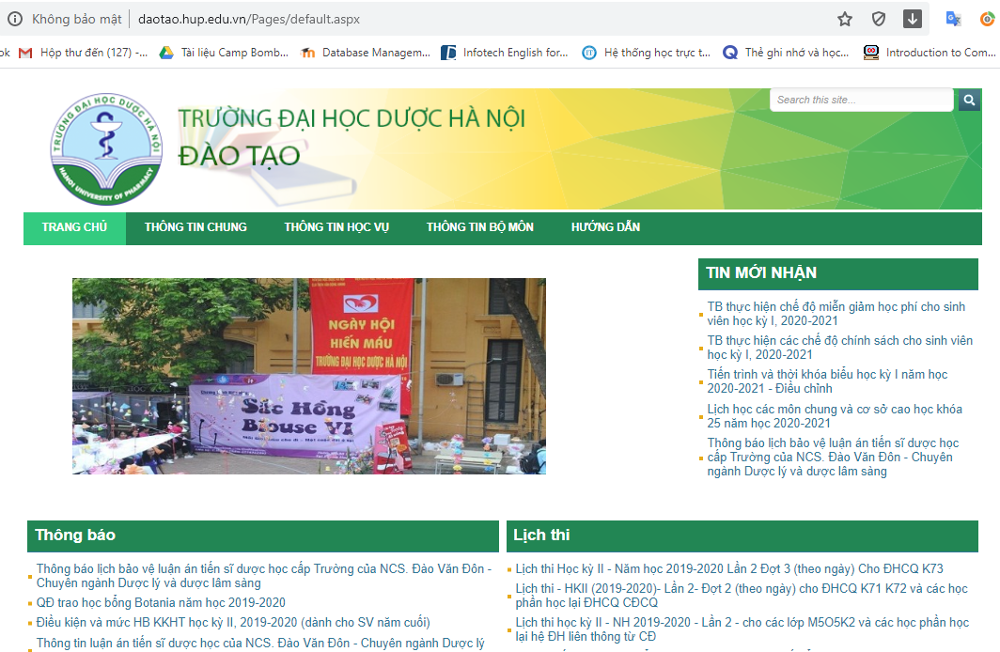 Không bảo mật
daotao.hup.edu.vn/Pages/default.aspx
ok
Hộp thư đến (127) -...
Tài liệu Camp Bomb...
Database Managem...
Infotech English for...
Hệ thống học trực t...
Thẻ ghi nhớ và học...
Introduction to Com...
TRƯỜNG ĐẠI HỌC DƯỢC HÀ NỘI
HANOI UNIVERSITY OF PHARMACY
TRƯỜNG ĐẠI HỌC DƯỢC HÀ NỘI
ĐÀO TẠO
Search this site...
TRANG CHỦ
THÔNG TIN CHUNG
THÔNG TIN HỌC VỤ
THÔNG TIN BỘ MÔN
HƯỚNG DẪN
NGÀY HỘI
HIẾN MÁU
TRƯỜNG ĐẠI HỌC DƯỢC HÀ NỘI
Sắc Hồng
Blouse VI
TIN MỚI NHẬN
TB thực hiện chế độ miễn giảm học phí cho sinh
viên học kỳ I, 2020-2021
TB thực hiện các chế độ chính sách cho sinh viên
học kỳ I, 2020-2021
Tiến trình và thời khóa biểu học kỳ I năm học
2020-2021 - Điều chỉnh
Lịch học các môn chung và cơ sở cao học khóa
25 năm học 2020-2021
Thông báo lịch bảo vệ luận án tiến sĩ dược học
cấp Trường của NCS. Đào Văn Đôn - Chuyên
ngành Dược lý và dược lâm sàng
Thông báo
Thông báo lịch bảo vệ luận án tiến sĩ dược học cấp Trường của NCS. Đào Văn Đôn -
Chuyên ngành Dược lý và dược lâm sàng
QĐ trao học bổng Botania năm học 2019-2020
Điều kiện và mức HB KKHT học kỳ II, 2019-2020 (dành cho SV năm cuối)
Thông tin luận án tiến sĩ dược học của NCS. Đào Văn Đôn - Chuyên ngành Dược lý
Lịch thi
Lịch thi Học kỳ II - Năm học 2019-2020 Lần 2 Đợt 3 (theo ngày) Cho ĐHCQ K73
Lịch thi - HKII (2019-2020)- Lần 2- Đợt 2 (theo ngày) cho ĐHCQ K71 K72 và các học
phần học lại ĐHCQ CĐCQ
Lịch thi học kỳ II - NH 2019-2020 - Lần 2 - cho các lớp M5O5K2 và các học phần học
lại hệ ĐH liên thông từ CĐ